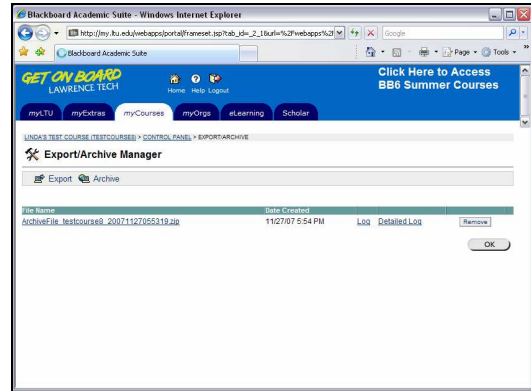 Blackboard Academic Suite - Windows Internet Explorer
http://my.ltu.edu/webapps/portal/frameset.jsp?tab_id=_2_1&url=%2Fwebapps%2f
Google
Blackboard Academic Suite
Page
Tools
GET ON BOARD
LAWRENCE TECH
Home Help Logout
Click Here to Access
BB6 Summer Courses
myLTU myExtras myCourses myOrgs eLearning Scholar
LINDA'S TEST COURSE (TESTCOURSE8) > CONTROL PANEL > EXPORT/ARCHIVE
Export/Archive Manager
Export Archive
File Name Date Created
ArchiveFile_testcourse8_20071127055319.zip 11/27/07 5:54 PM Log Detailed Log Remove
OK